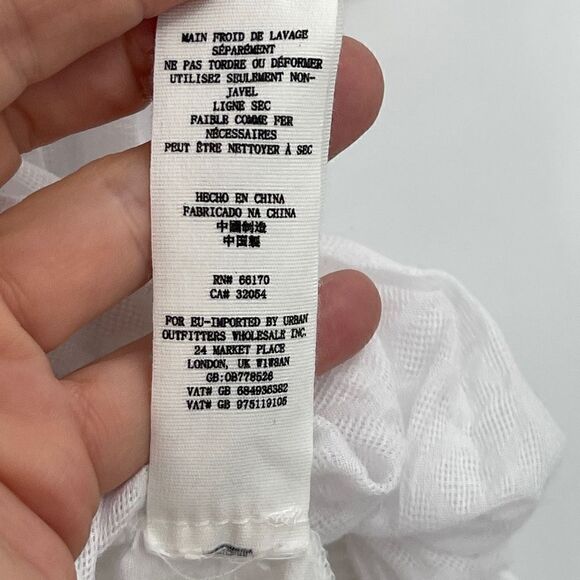 MAIN FROID DE LAVAGE
SÉPARÉMENT
NE PAS TORDRE OU DÉFORMER
UTILISEZ SEULEMENT NON-
JAVEL
LIGNE SEC
FAIBLE COMME FER
NÉCESSAIRES
PEUT ÊTRE NETTOYER À SEC
HECHO EN CHINA
FABRICADO NA CHINA
中國制造
中国製
RN# 66170
CA# 32054
FOR EU-IMPORTED BY URBAN
OUTFITTERS WHOLESALE INC.
24 MARKET PLACE
LONDON, UK W1W8AN
GB:OB778526
VAT# GB 684936382
VAT# GB 975119105